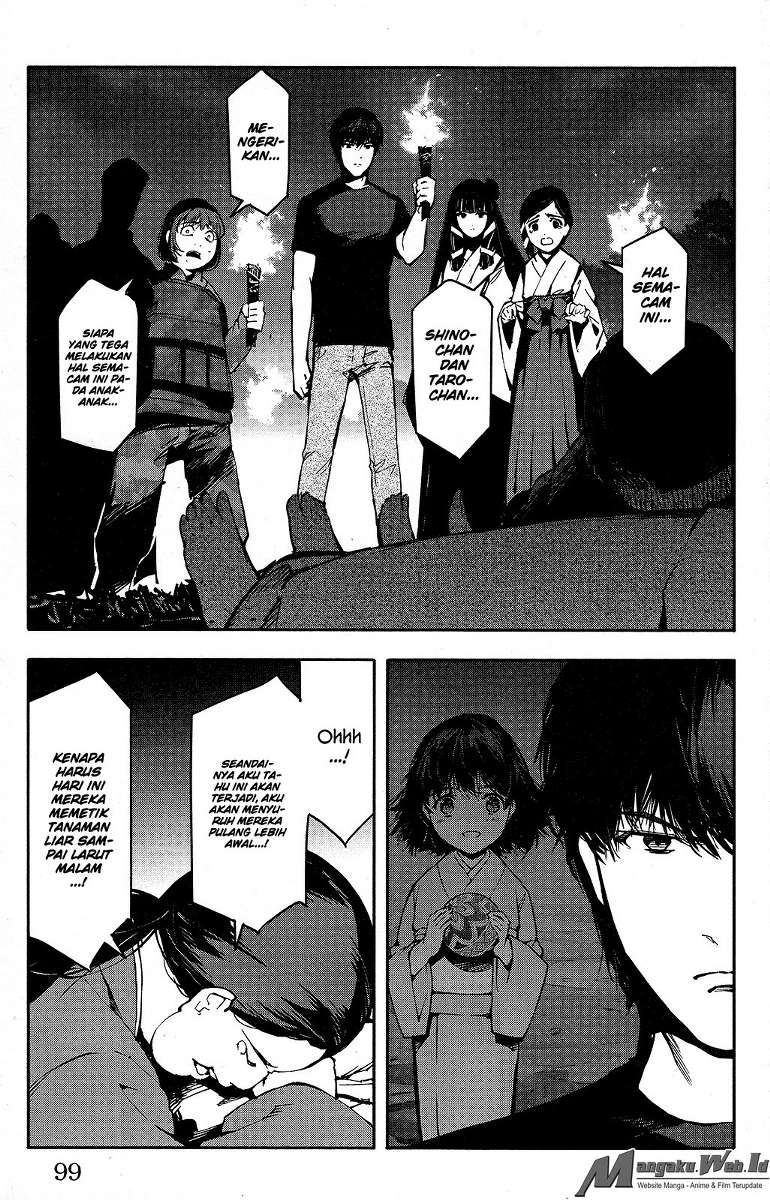 HAL
SEMA-
CAM
INI...
SHINO-
CHAN
DAN
TARO-
CHAN...
ME-
NGERI-
KAN...
SIAPA
YANG TEGA
MELAKUKAN
HAL SEMA-
CAM INI PA-
DA ANAK-
ANAK...
Ohhh
...!
SEANDAI-
NYA AKU TA-
HU INI AKAN
TERJADI, AKU
AKAN MENYU-
RUH MEREKA
PULANG LEBIH
AWAL...!
KENAPA
HARUS
HARI INI
MEREKA
MEMETIK
TANAMAN
LIAR SAM-
PAI LARUT
MALAM
...!
99
Mangaku.Web.Id
Website Manga - Anime & Film Terupdate